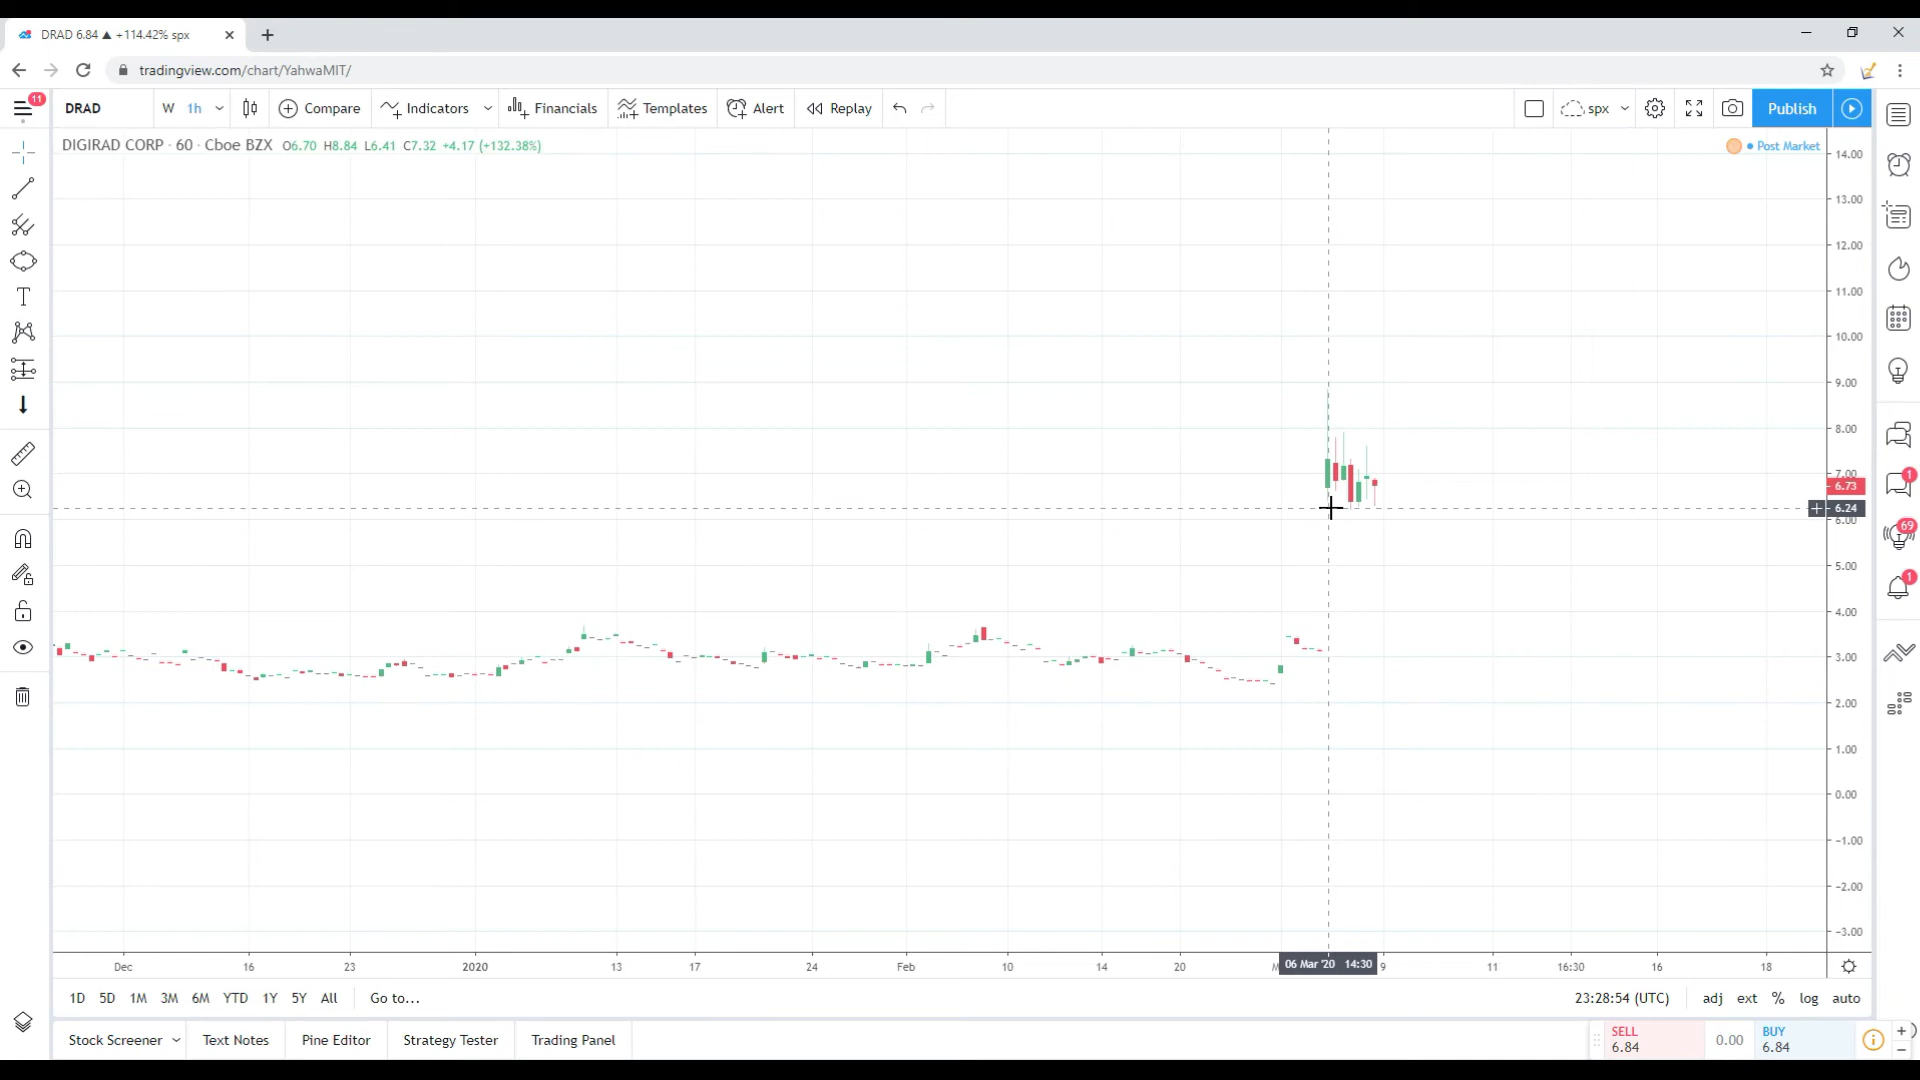 DRAD 6.84 ▲ +114.42% spx
tradingview.com/chart/YahwaMIT/
11
DRAD W 1h Compare Indicators Financials Templates Alert Replay spx Publish
DIGIRAD CORP · 60 · Cboe BZX O6.70 H8.84 L6.41 C7.32 +4.17 (+132.38%)
Post Market
14.00
13.00
12.00
11.00
10.00
9.00
8.00
7.00
6.73
6.24
6.00
5.00
4.00
3.00
2.00
1.00
0.00
-1.00
-2.00
-3.00
1
69
1
Dec 16 23 2020 13 17 24 Feb 10 14 20 06 Mar '20 14:30 9 11 16:30 16 18
1D 5D 1M 3M 6M YTD 1Y 5Y All Go to... 23:28:54 (UTC) adj ext % log auto
Stock Screener Text Notes Pine Editor Strategy Tester Trading Panel
SELL 6.84 0.00 BUY 6.84